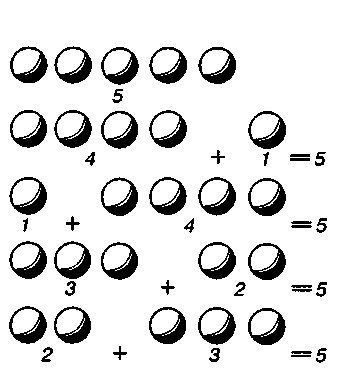 5
4 + 1 = 5
1 + 4 = 5
3 + 2 = 5
2 + 3 = 5